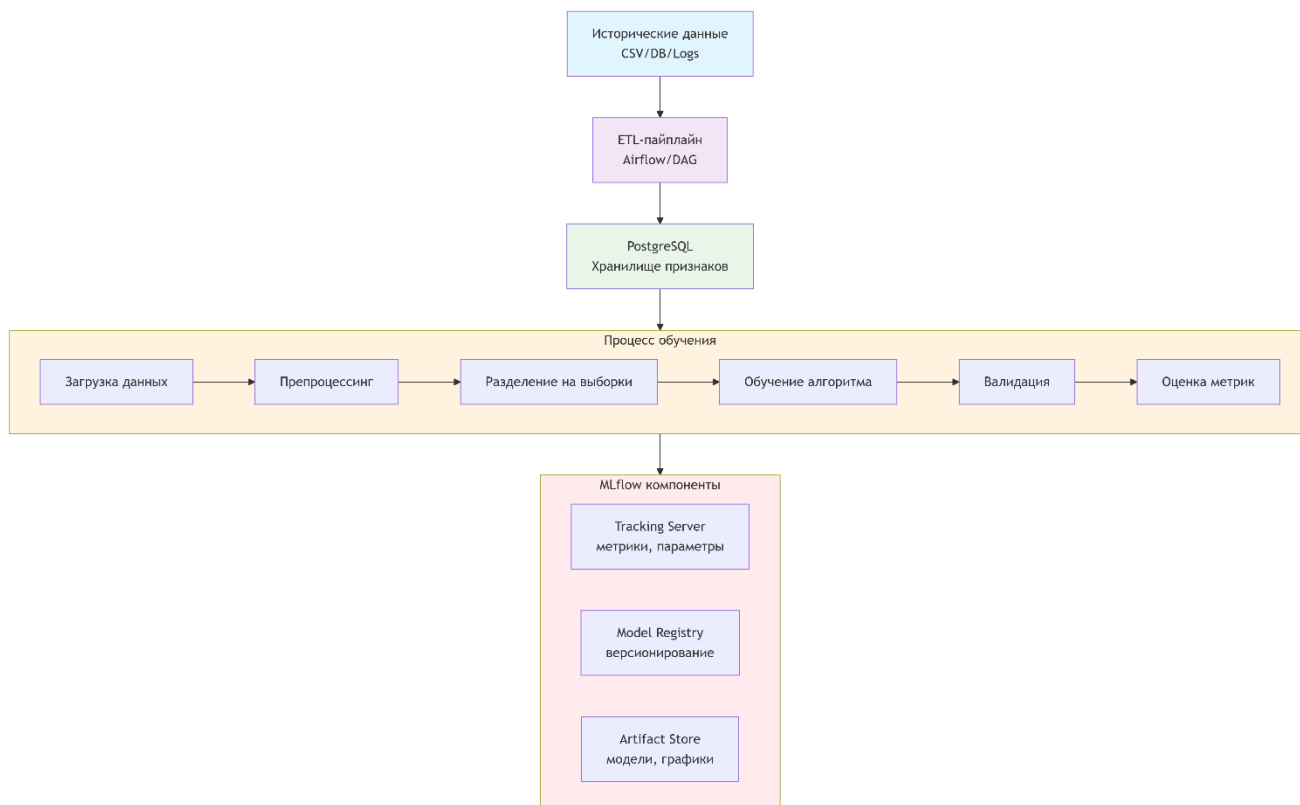 Исторические данные
CSV/DB/Logs
ETL-пайплайн
Airflow/DAG
PostgreSQL
Хранилище признаков
Процесс обучения
Загрузка данных
Препроцессинг
Разделение на выборки
Обучение алгоритма
Валидация
Оценка метрик
MLflow компоненты
Tracking Server
метрики, параметры
Model Registry
версионирование
Artifact Store
модели, графики